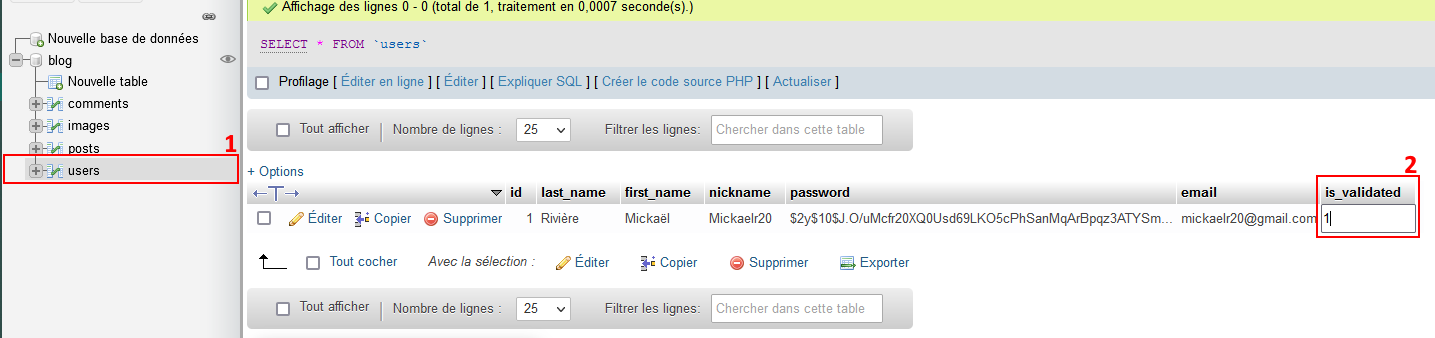 Affichage des lignes 0 - 0 (total de 1, traitement en 0,0007 seconde(s).)
Nouvelle base de données
blog
Nouvelle table
comments
images
posts
1
users
SELECT * FROM `users`
Profilage [ Éditer en ligne ] [ Éditer ] [ Expliquer SQL ] [ Créer le code source PHP ] [ Actualiser ]
Tout afficher Nombre de lignes : 25 Filtrer les lignes: Chercher dans cette table
+ Options
2
←T→ id last_name first_name nickname password email is_validated
Éditer Copier Supprimer 1 Rivière Mickaël Mickaelr20 $2y$10$J.O/uMcfr20XQ0Usd69LKO5cPhSanMqArBpqz3ATYSm... mickaelr20@gmail.com 1
Tout cocher Avec la sélection : Éditer Copier Supprimer Exporter
Tout afficher Nombre de lignes : 25 Filtrer les lignes: Chercher dans cette table